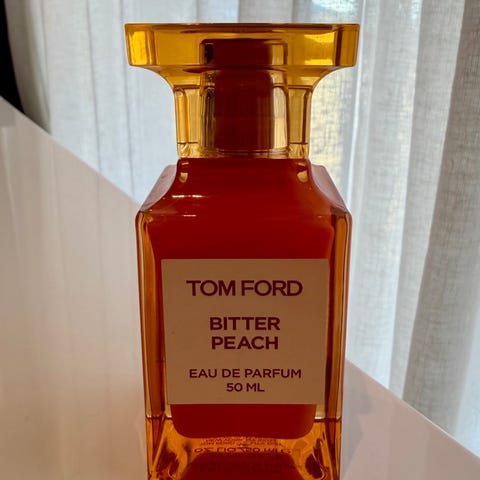 TOM FORD
BITTER
PEACH
EAU DE PARFUM
50 ML